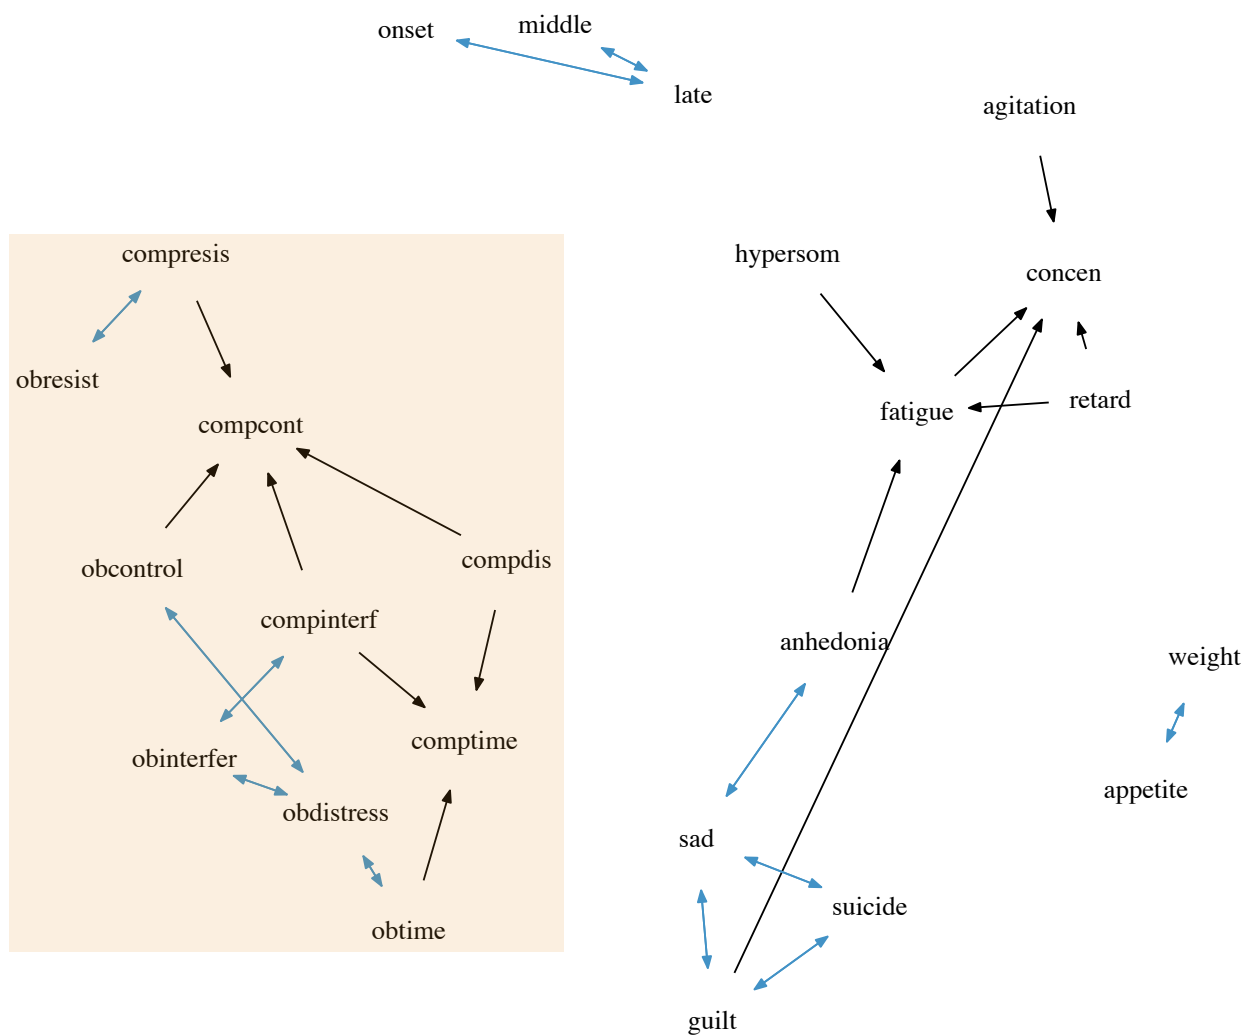 onset
middle
late
agitation
compresis
hypersom
concen
obresist
retard
fatigue
compcont
compdis
obcontrol
compinterf
anhedonia
weight
comptime
obinterfer
appetite
obdistress
sad
suicide
obtime
guilt